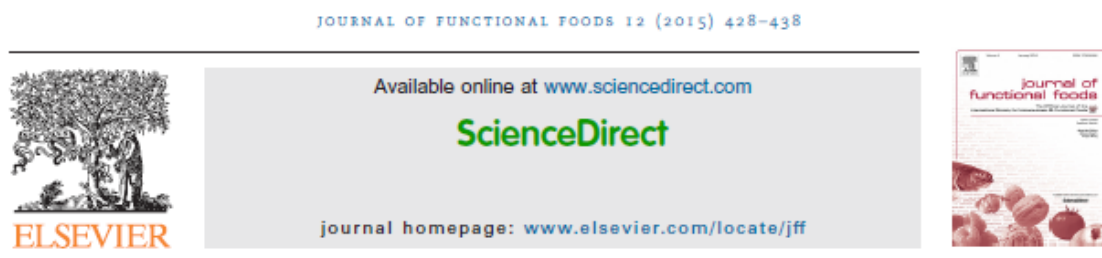 JOURNAL OF FUNCTIONAL FOODS 12 (2015) 428–438
Available online at www.sciencedirect.com
ScienceDirect
journal homepage: www.elsevier.com/locate/jff
ELSEVIER
journal of
functional foods